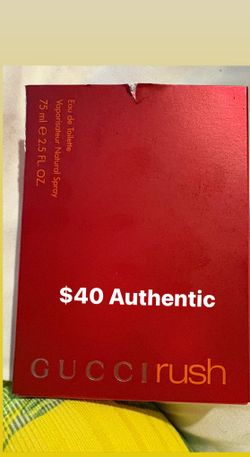 Eau de Toilette
Vaporisateur Natural Spray
75 ml e 2.5 FL. OZ.
$40 Authentic
GUCCI rush